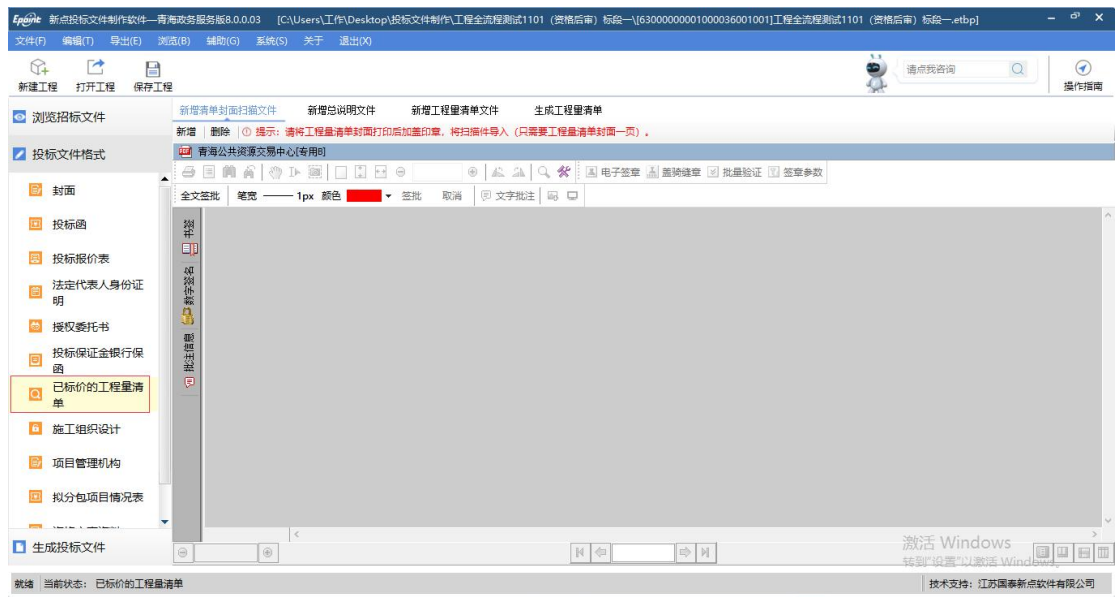 Epoint 新点投标文件制作软件—青海政务服务版8.0.0.03 [C:\Users\工作\Desktop\投标文件制作\工程全流程测试1101（资格后审）标段一\[6300000001000036001001]工程全流程测试1101（资格后审）标段一.etbp]
文件(F) 编辑(T) 导出(E) 浏览(B) 辅助(G) 系统(S) 关于 退出(X)
新建工程 打开工程 保存工程 请点我咨询 操作指南
浏览招标文件
投标文件格式
封面
投标函
投标报价表
法定代表人身份证
明
授权委托书
投标保证金银行保
函
已标价的工程量清
单
施工组织设计
项目管理机构
拟分包项目情况表
生成投标文件
新增清单封面扫描文件 新增总说明文件 新增工程量清单文件 生成工程量清单
新增 删除 提示：请将工程量清单封面打印后加盖印章，将扫描件导入（只需要工程量清单封面一页）.
青海公共资源交易中心[专用时]
电子签章 盖骑缝章 批量验证 签章参数
全文签批 笔宽 1px 颜色 签批 取消 文字批注
书签
数字签名
批注信息
激活 Windows
转到"设置"以激活 Windows。
就绪 当前状态： 已标价的工程量清单 技术支持：江苏国泰新点软件有限公司